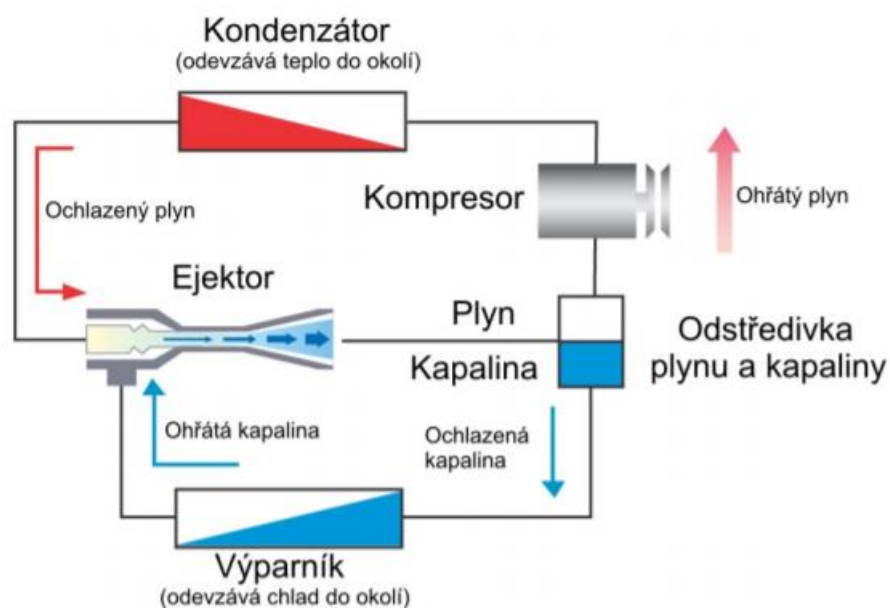 Kondenzátor
(odevzává teplo do okolí)
Kompresor
Ohřátý plyn
Ochlazený plyn
Ejektor
Plyn
Kapalina
Odstředivka
plynu a kapaliny
Ohřátá kapalina
Ochlazená
kapalina
Výparník
(odevzává chlad do okolí)